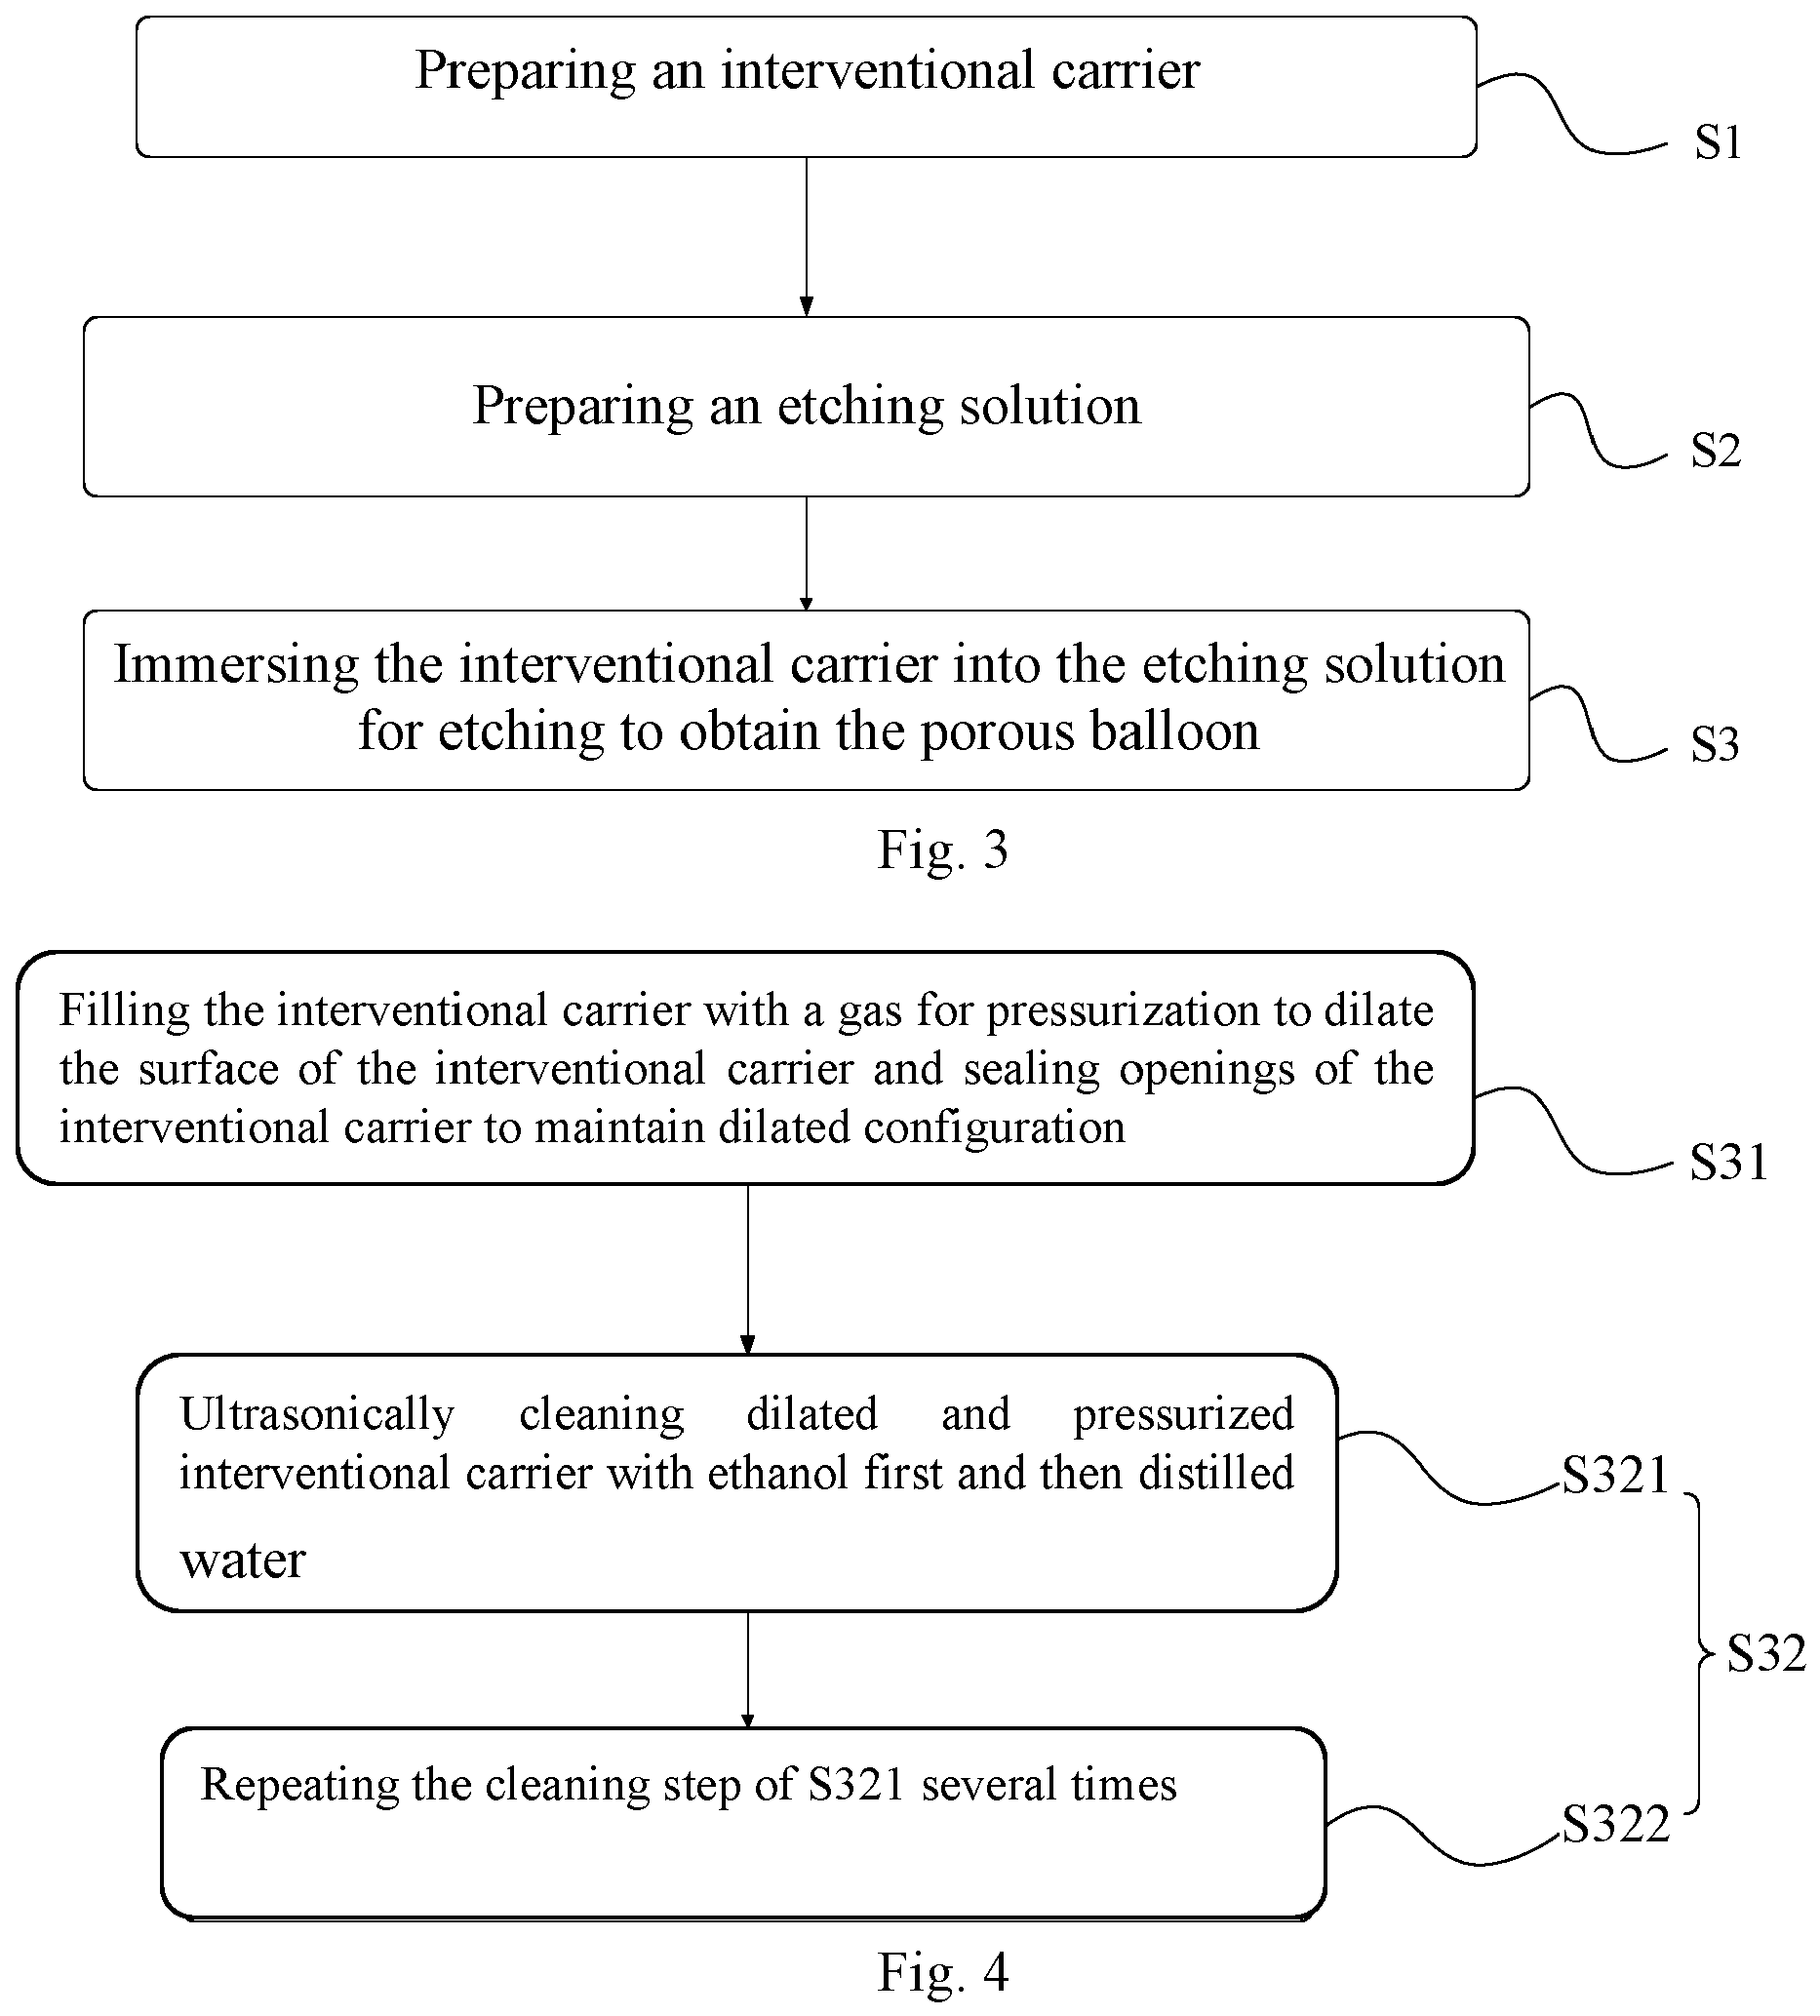 Preparing an interventional carrier
S1
Preparing an etching solution
S2
Immersing the interventional carrier into the etching solution
for etching to obtain the porous balloon
S3
Fig. 3
Filling the interventional carrier with a gas for pressurization to dilate
the surface of the interventional carrier and sealing openings of the
interventional carrier to maintain dilated configuration
S31
Ultrasonically cleaning dilated and pressurized
interventional carrier with ethanol first and then distilled
water
S321
S32
Repeating the cleaning step of S321 several times
S322
Fig. 4